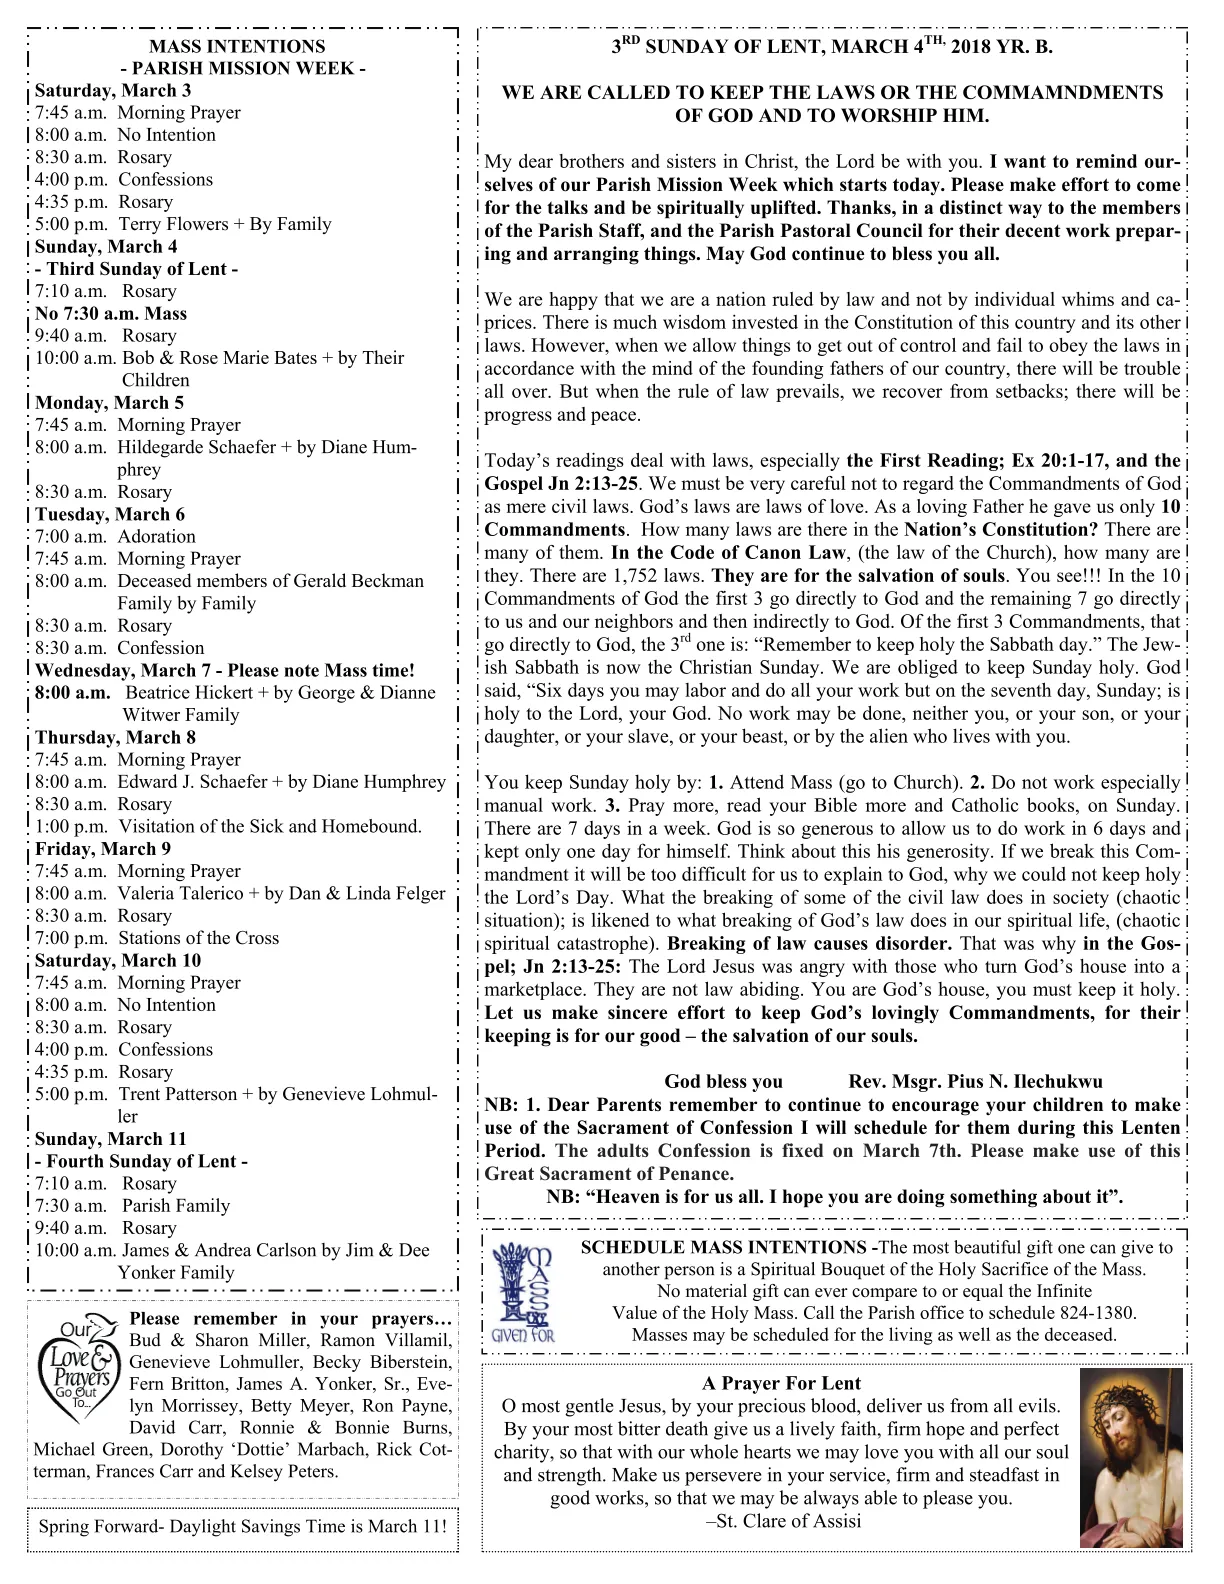 MASS INTENTIONS
- PARISH MISSION WEEK -
Saturday, March 3
7:45 a.m. Morning Prayer
8:00 a.m. No Intention
8:30 a.m. Rosary
4:00 p.m. Confessions
4:35 p.m. Rosary
5:00 p.m. Terry Flowers + By Family
Sunday, March 4
- Third Sunday of Lent -
7:10 a.m. Rosary
No 7:30 a.m. Mass
9:40 a.m. Rosary
10:00 a.m. Bob & Rose Marie Bates + by Their
Children
Monday, March 5
7:45 a.m. Morning Prayer
8:00 a.m. Hildegarde Schaefer + by Diane Hum-
phrey
8:30 a.m. Rosary
Tuesday, March 6
7:00 a.m. Adoration
7:45 a.m. Morning Prayer
8:00 a.m. Deceased members of Gerald Beckman
Family by Family
8:30 a.m. Rosary
8:30 a.m. Confession
Wednesday, March 7 - Please note Mass time!
8:00 a.m. Beatrice Hickert + by George & Dianne
Witwer Family
Thursday, March 8
7:45 a.m. Morning Prayer
8:00 a.m. Edward J. Schaefer + by Diane Humphrey
8:30 a.m. Rosary
1:00 p.m. Visitation of the Sick and Homebound.
Friday, March 9
7:45 a.m. Morning Prayer
8:00 a.m. Valeria Talerico + by Dan & Linda Felger
8:30 a.m. Rosary
7:00 p.m. Stations of the Cross
Saturday, March 10
7:45 a.m. Morning Prayer
8:00 a.m. No Intention
8:30 a.m. Rosary
4:00 p.m. Confessions
4:35 p.m. Rosary
5:00 p.m. Trent Patterson + by Genevieve Lohmul-
ler
Sunday, March 11
- Fourth Sunday of Lent -
7:10 a.m. Rosary
7:30 a.m. Parish Family
9:40 a.m. Rosary
10:00 a.m. James & Andrea Carlson by Jim & Dee
Yonker Family
Our
Love &
Prayers
Go Out
To...
Please remember in your prayers…
Bud & Sharon Miller, Ramon Villamil,
Genevieve Lohmuller, Becky Biberstein,
Fern Britton, James A. Yonker, Sr., Eve-
lyn Morrissey, Betty Meyer, Ron Payne,
David Carr, Ronnie & Bonnie Burns,
Michael Green, Dorothy ‘Dottie’ Marbach, Rick Cot-
terman, Frances Carr and Kelsey Peters.
Spring Forward- Daylight Savings Time is March 11!
3RD SUNDAY OF LENT, MARCH 4TH, 2018 YR. B.
WE ARE CALLED TO KEEP THE LAWS OR THE COMMAMNDMENTS
OF GOD AND TO WORSHIP HIM.
My dear brothers and sisters in Christ, the Lord be with you. I want to remind our-
selves of our Parish Mission Week which starts today. Please make effort to come
for the talks and be spiritually uplifted. Thanks, in a distinct way to the members
of the Parish Staff, and the Parish Pastoral Council for their decent work prepar-
ing and arranging things. May God continue to bless you all.
We are happy that we are a nation ruled by law and not by individual whims and ca-
prices. There is much wisdom invested in the Constitution of this country and its other
laws. However, when we allow things to get out of control and fail to obey the laws in
accordance with the mind of the founding fathers of our country, there will be trouble
all over. But when the rule of law prevails, we recover from setbacks; there will be
progress and peace.
Today’s readings deal with laws, especially the First Reading; Ex 20:1-17, and the
Gospel Jn 2:13-25. We must be very careful not to regard the Commandments of God
as mere civil laws. God’s laws are laws of love. As a loving Father he gave us only 10
Commandments. How many laws are there in the Nation’s Constitution? There are
many of them. In the Code of Canon Law, (the law of the Church), how many are
they. There are 1,752 laws. They are for the salvation of souls. You see!!! In the 10
Commandments of God the first 3 go directly to God and the remaining 7 go directly
to us and our neighbors and then indirectly to God. Of the first 3 Commandments, that
go directly to God, the 3rd one is: “Remember to keep holy the Sabbath day.” The Jew-
ish Sabbath is now the Christian Sunday. We are obliged to keep Sunday holy. God
said, “Six days you may labor and do all your work but on the seventh day, Sunday; is
holy to the Lord, your God. No work may be done, neither you, or your son, or your
daughter, or your slave, or your beast, or by the alien who lives with you.
You keep Sunday holy by: 1. Attend Mass (go to Church). 2. Do not work especially
manual work. 3. Pray more, read your Bible more and Catholic books, on Sunday.
There are 7 days in a week. God is so generous to allow us to do work in 6 days and
kept only one day for himself. Think about this his generosity. If we break this Com-
mandment it will be too difficult for us to explain to God, why we could not keep holy
the Lord’s Day. What the breaking of some of the civil law does in society (chaotic
situation); is likened to what breaking of God’s law does in our spiritual life, (chaotic
spiritual catastrophe). Breaking of law causes disorder. That was why in the Gos-
pel; Jn 2:13-25: The Lord Jesus was angry with those who turn God’s house into a
marketplace. They are not law abiding. You are God’s house, you must keep it holy.
Let us make sincere effort to keep God’s lovingly Commandments, for their
keeping is for our good – the salvation of our souls.
God bless you Rev. Msgr. Pius N. Ilechukwu
NB: 1. Dear Parents remember to continue to encourage your children to make
use of the Sacrament of Confession I will schedule for them during this Lenten
Period. The adults Confession is fixed on March 7th. Please make use of this
Great Sacrament of Penance.
NB: “Heaven is for us all. I hope you are doing something about it”.
MASSES
GIVEN FOR
SCHEDULE MASS INTENTIONS -The most beautiful gift one can give to
another person is a Spiritual Bouquet of the Holy Sacrifice of the Mass.
No material gift can ever compare to or equal the Infinite
Value of the Holy Mass. Call the Parish office to schedule 824-1380.
Masses may be scheduled for the living as well as the deceased.
A Prayer For Lent
O most gentle Jesus, by your precious blood, deliver us from all evils.
By your most bitter death give us a lively faith, firm hope and perfect
charity, so that with our whole hearts we may love you with all our soul
and strength. Make us persevere in your service, firm and steadfast in
good works, so that we may be always able to please you.
–St. Clare of Assisi